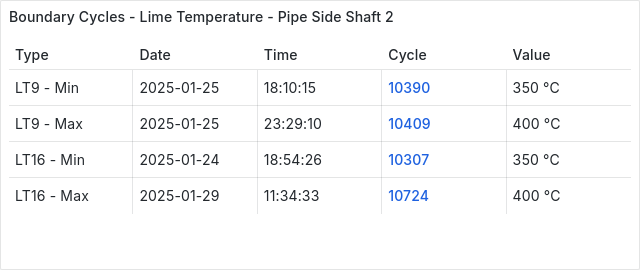 Boundary Cycles - Lime Temperature - Pipe Side Shaft 2
Type Date Time Cycle Value
LT9 - Min 2025-01-25 18:10:15 10390 350 °C
LT9 - Max 2025-01-25 23:29:10 10409 400 °C
LT16 - Min 2025-01-24 18:54:26 10307 350 °C
LT16 - Max 2025-01-29 11:34:33 10724 400 °C